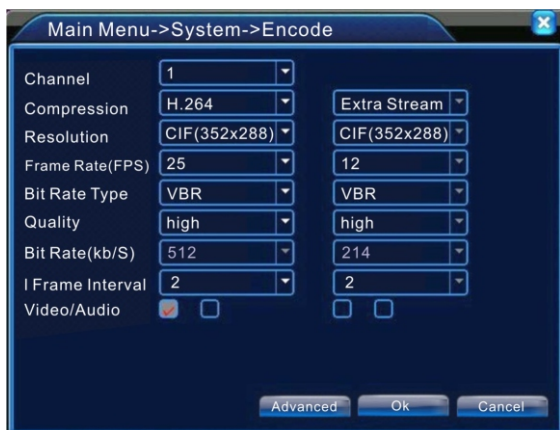 Main Menu->System->Encode
Channel 1
Compression H.264 Extra Stream
Resolution CIF(352x288) CIF(352x288)
Frame Rate(FPS) 25 12
Bit Rate Type VBR VBR
Quality high high
Bit Rate(kb/S) 512 214
I Frame Interval 2 2
Video/Audio
Advanced Ok Cancel